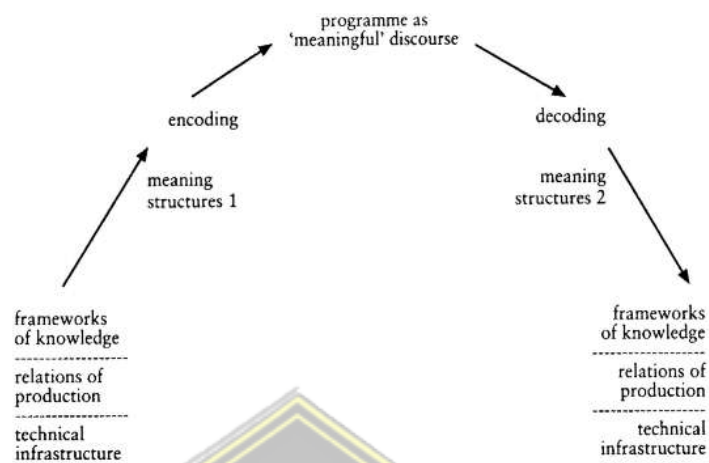 programme as
'meaningful' discourse
encoding
decoding
meaning
structures 1
meaning
structures 2
frameworks
of knowledge
relations of
production
technical
infrastructure
frameworks
of knowledge
relations of
production
technical
infrastructure